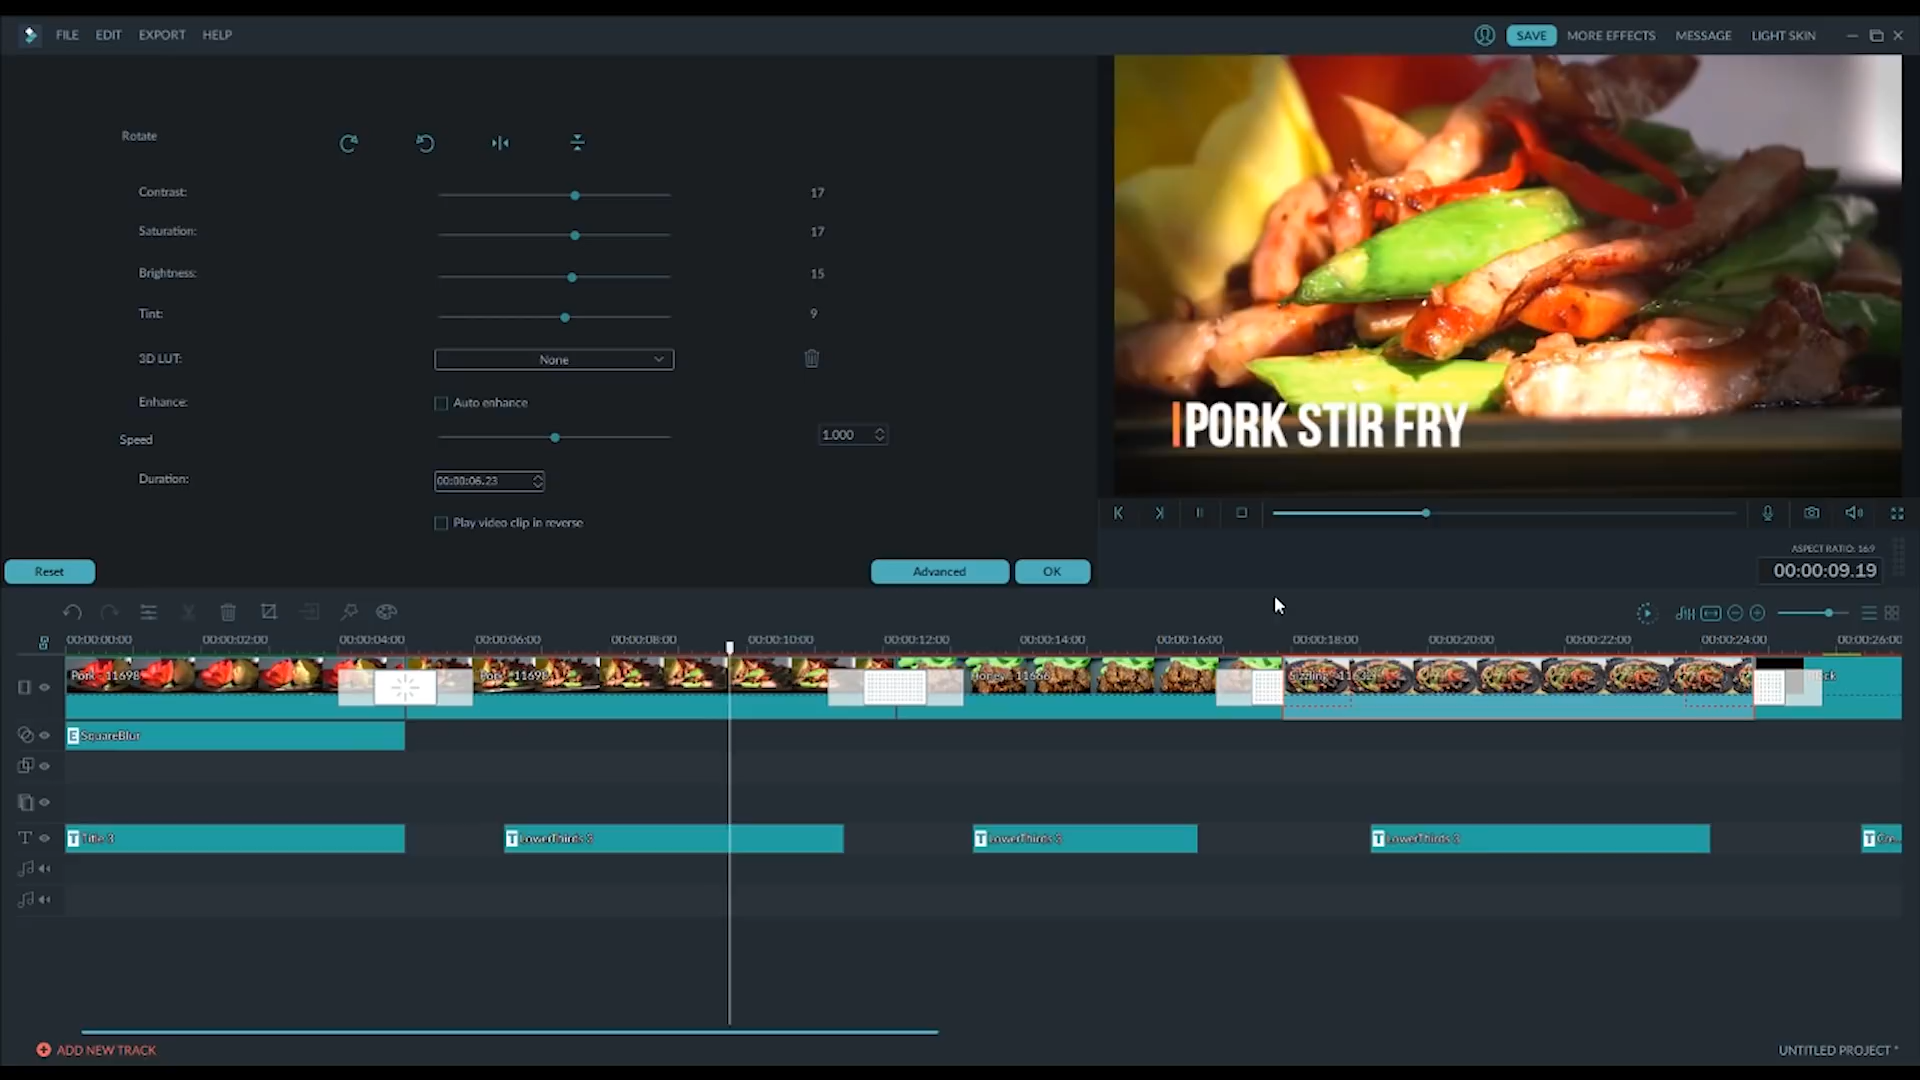 FILE EDIT EXPORT HELP
SAVE MORE EFFECTS MESSAGE LIGHT SKIN
Rotate
Contrast: 17
Saturation: 17
Brightness: 15
Tint: 9
3D LUT: None
Enhance: Auto enhance
Speed 1.000
Duration: 00:00:06.23
Play video clip in reverse
Reset Advanced OK
PORK STIR FRY
ASPECT RATIO: 16:9
00:00:09.19
00:00:00:00 00:00:02:00 00:00:04:00 00:00:06:00 00:00:08:00 00:00:10:00 00:00:12:00 00:00:14:00 00:00:16:00 00:00:18:00 00:00:20:00 00:00:22:00 00:00:24:00 00:00:26:00
Pork - 11698
E SquareBlur
T Title 3 T LowerThirds 3 T LowerThirds 3 T LowerThirds 3 T Cre...
ADD NEW TRACK
UNTITLED PROJECT *